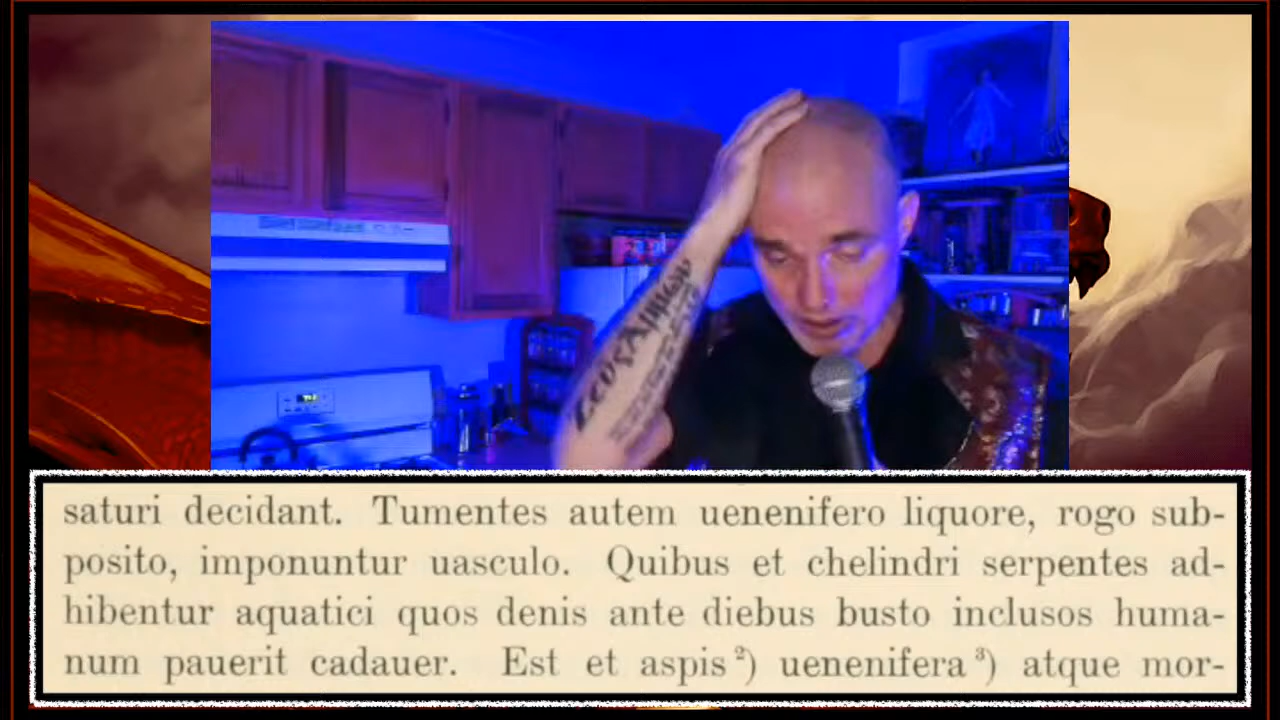 saturi decidant. Tumentes autem uenenifero liquore, rogo sub-
posito, imponuntur uasculo. Quibus et chelindri serpentes ad-
hibentur aquatici quos denis ante diebus busto inclusos huma-
num pauerit cadauer. Est et aspis ²) uenenifera ³) atque mor-